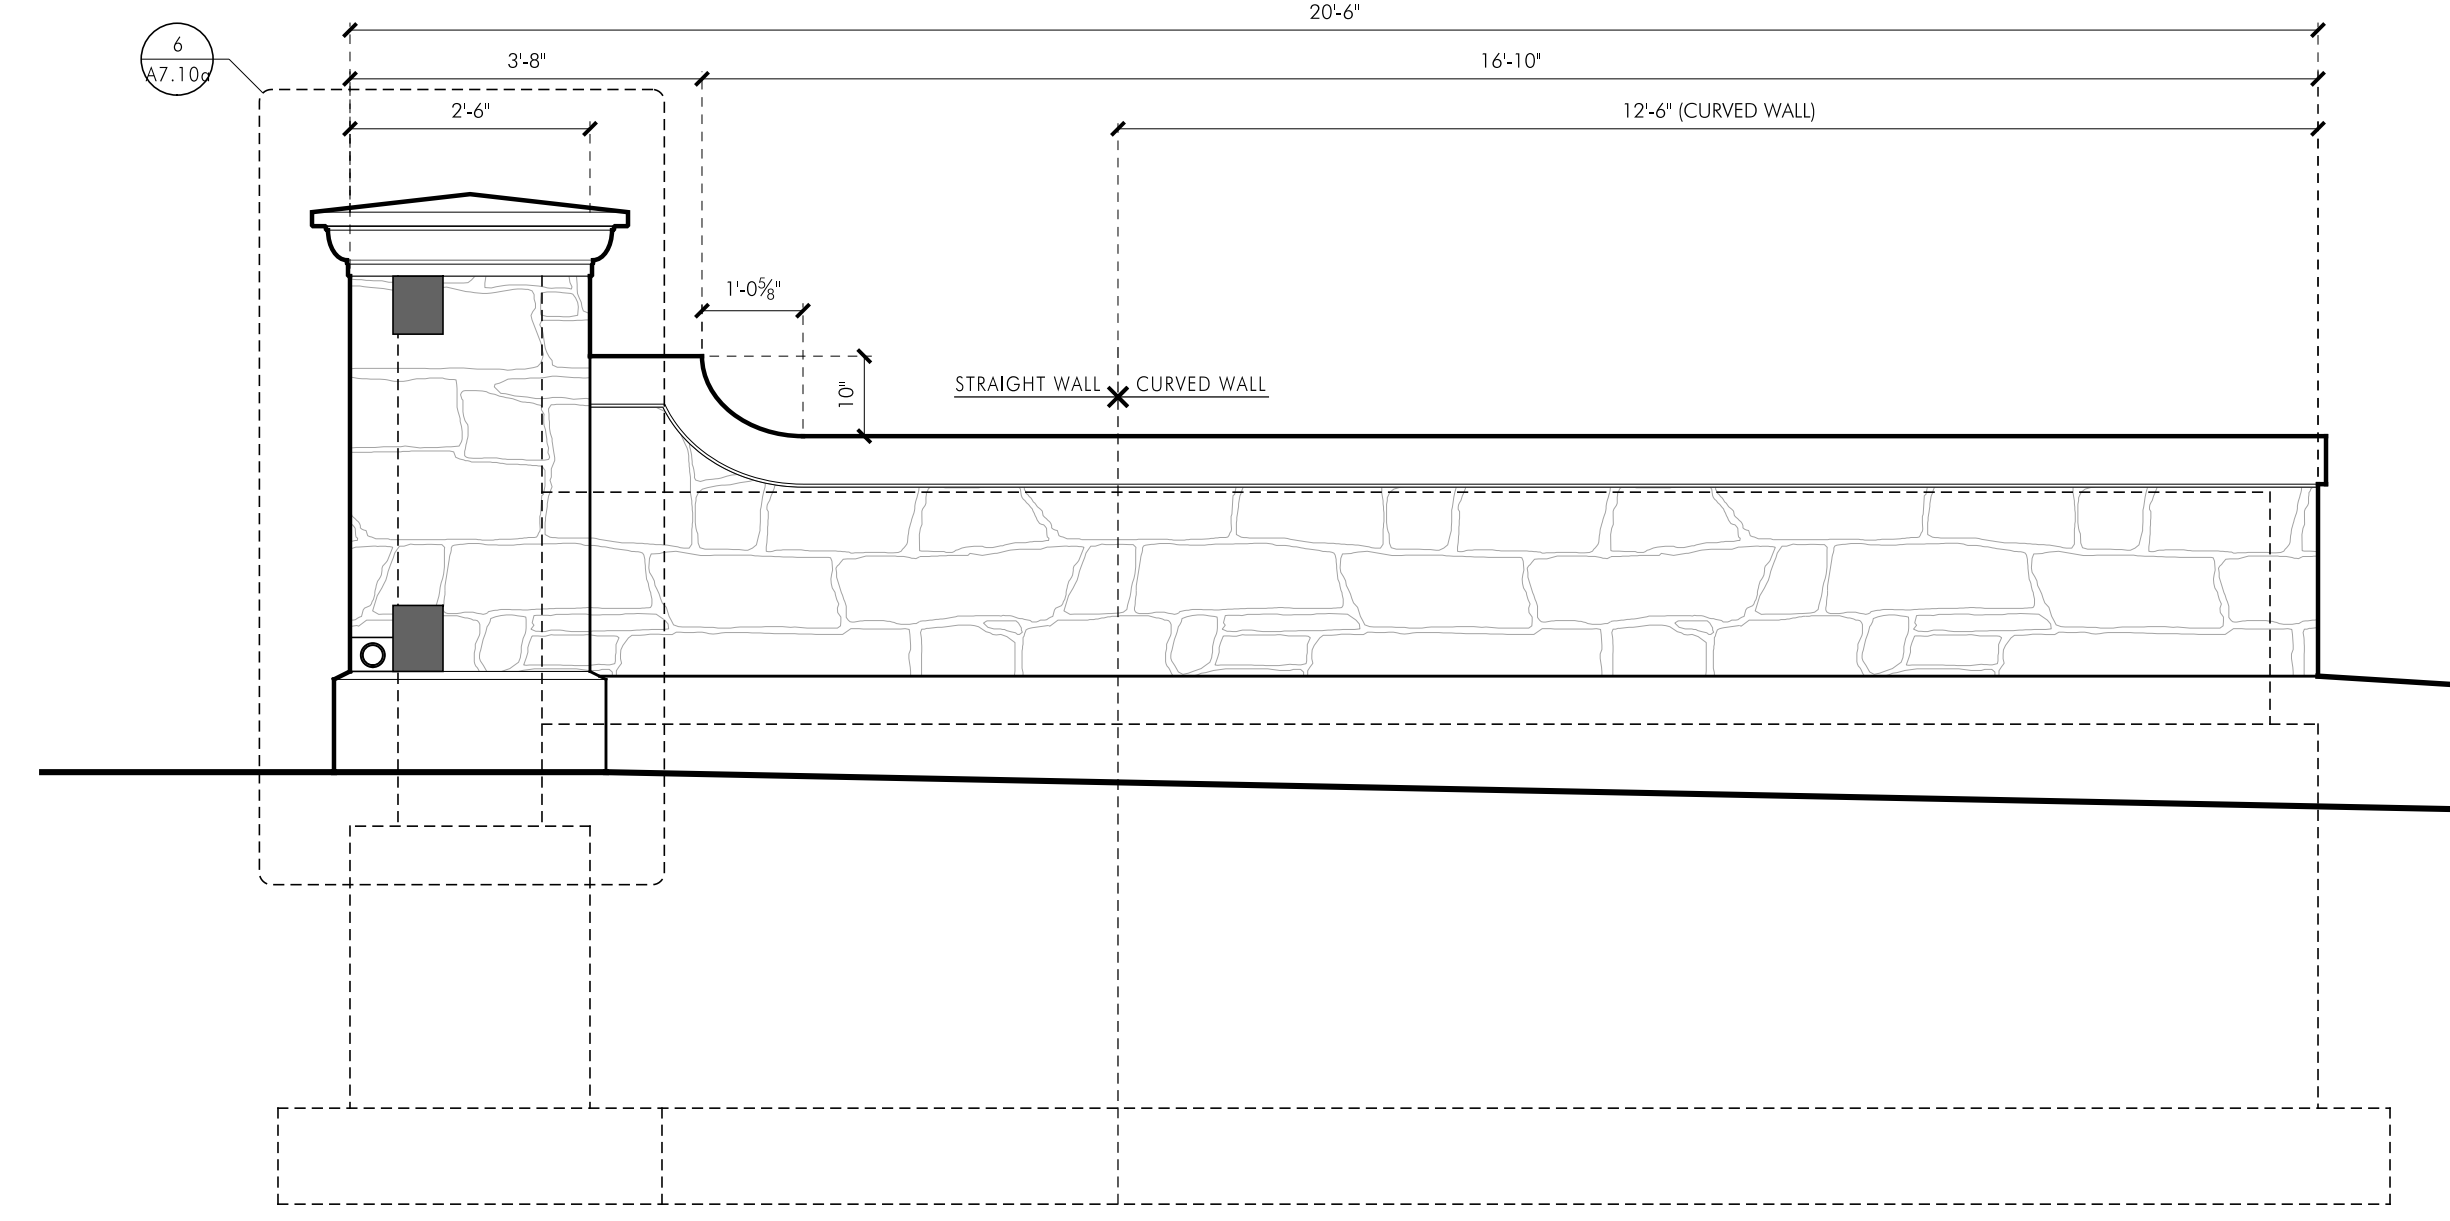 20'-6"
6
A7.10a
3'-8"
16'-10"
2'-6"
12'-6" (CURVED WALL)
1'-0⅝"
10"
STRAIGHT WALL
CURVED WALL